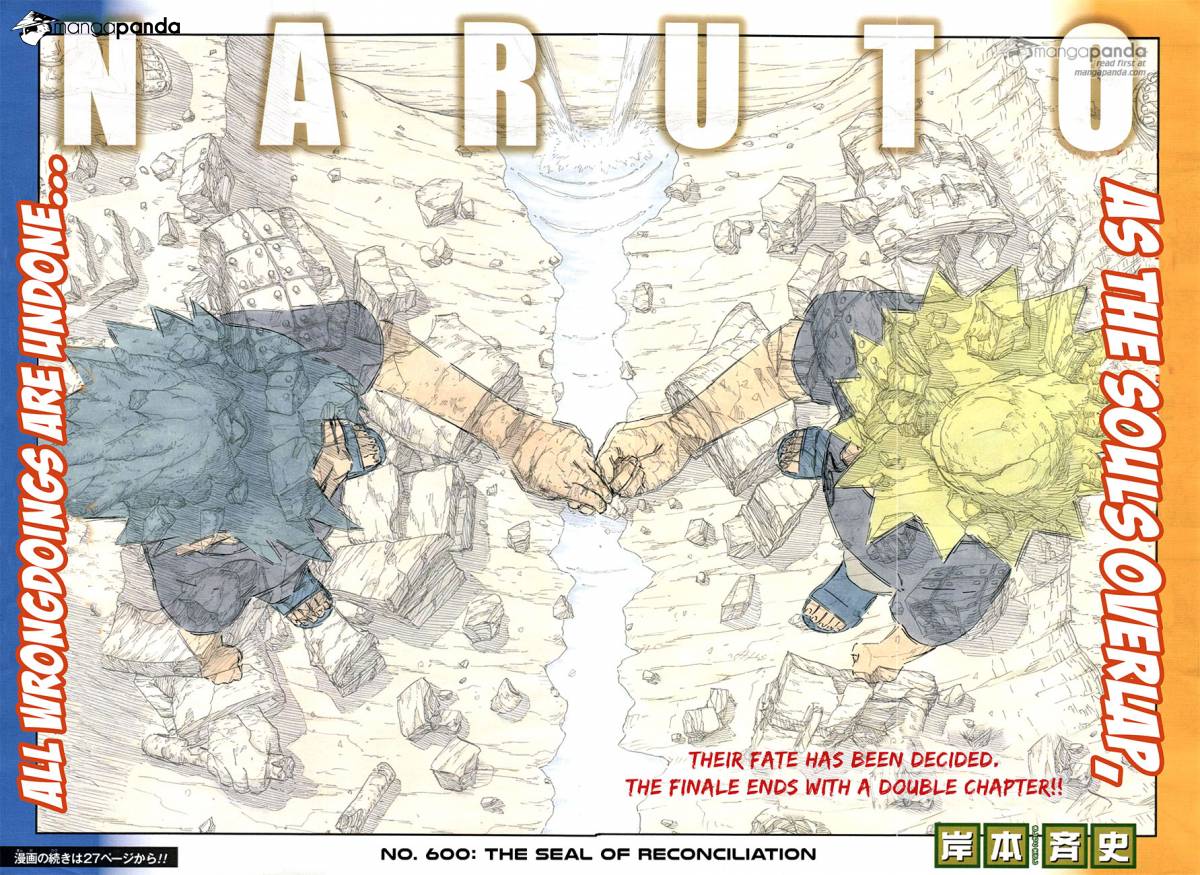 mangapanda
NARUTO
mangapanda
read first at
mangapanda.com
AS THE SOULS OVERLAP,
ALL WRONGDOINGS ARE UNDONE...
THEIR FATE HAS BEEN DECIDED.
THE FINALE ENDS WITH A DOUBLE CHAPTER!!
漫画の続きは27ページから!!
NO. 600: THE SEAL OF RECONCILIATION
岸本斉史